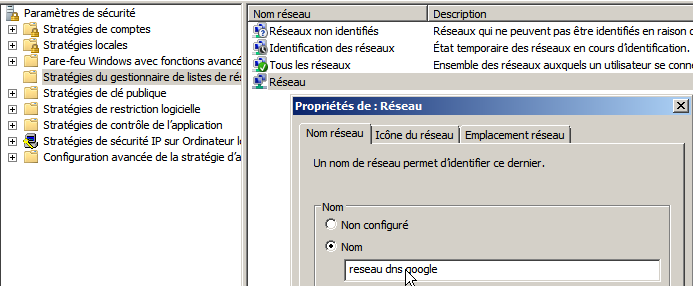 Paramètres de sécurité
Stratégies de comptes
Stratégies locales
Pare-feu Windows avec fonctions avancé
Stratégies du gestionnaire de listes de rés
Stratégies de clé publique
Stratégies de restriction logicielle
Stratégies de contrôle de l'application
Stratégies de sécurité IP sur Ordinateur lo
Configuration avancée de la stratégie d'a
Nom réseau Description
Réseaux non identifiés Réseaux qui ne peuvent pas être identifiés en raison d
Identification des réseaux État temporaire des réseaux en cours d'identification.
Tous les réseaux Ensemble des réseaux auxquels un utilisateur se conne
Réseau
Propriétés de : Réseau
Nom réseau Icône du réseau Emplacement réseau
Un nom de réseau permet d'identifier ce dernier.
Nom
Non configuré
Nom
reseau dns google